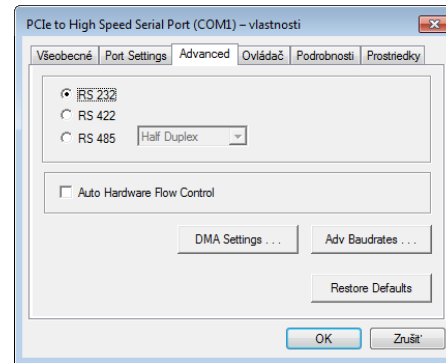 PCIe to High Speed Serial Port (COM1) – vlastnosti
Všeobecné Port Settings Advanced Ovládač Podrobnosti Prostriedky
RS 232
RS 422
RS 485 Half Duplex
Auto Hardware Flow Control
DMA Settings . . . Adv Baudrates . . .
Restore Defaults
OK Zrušiť